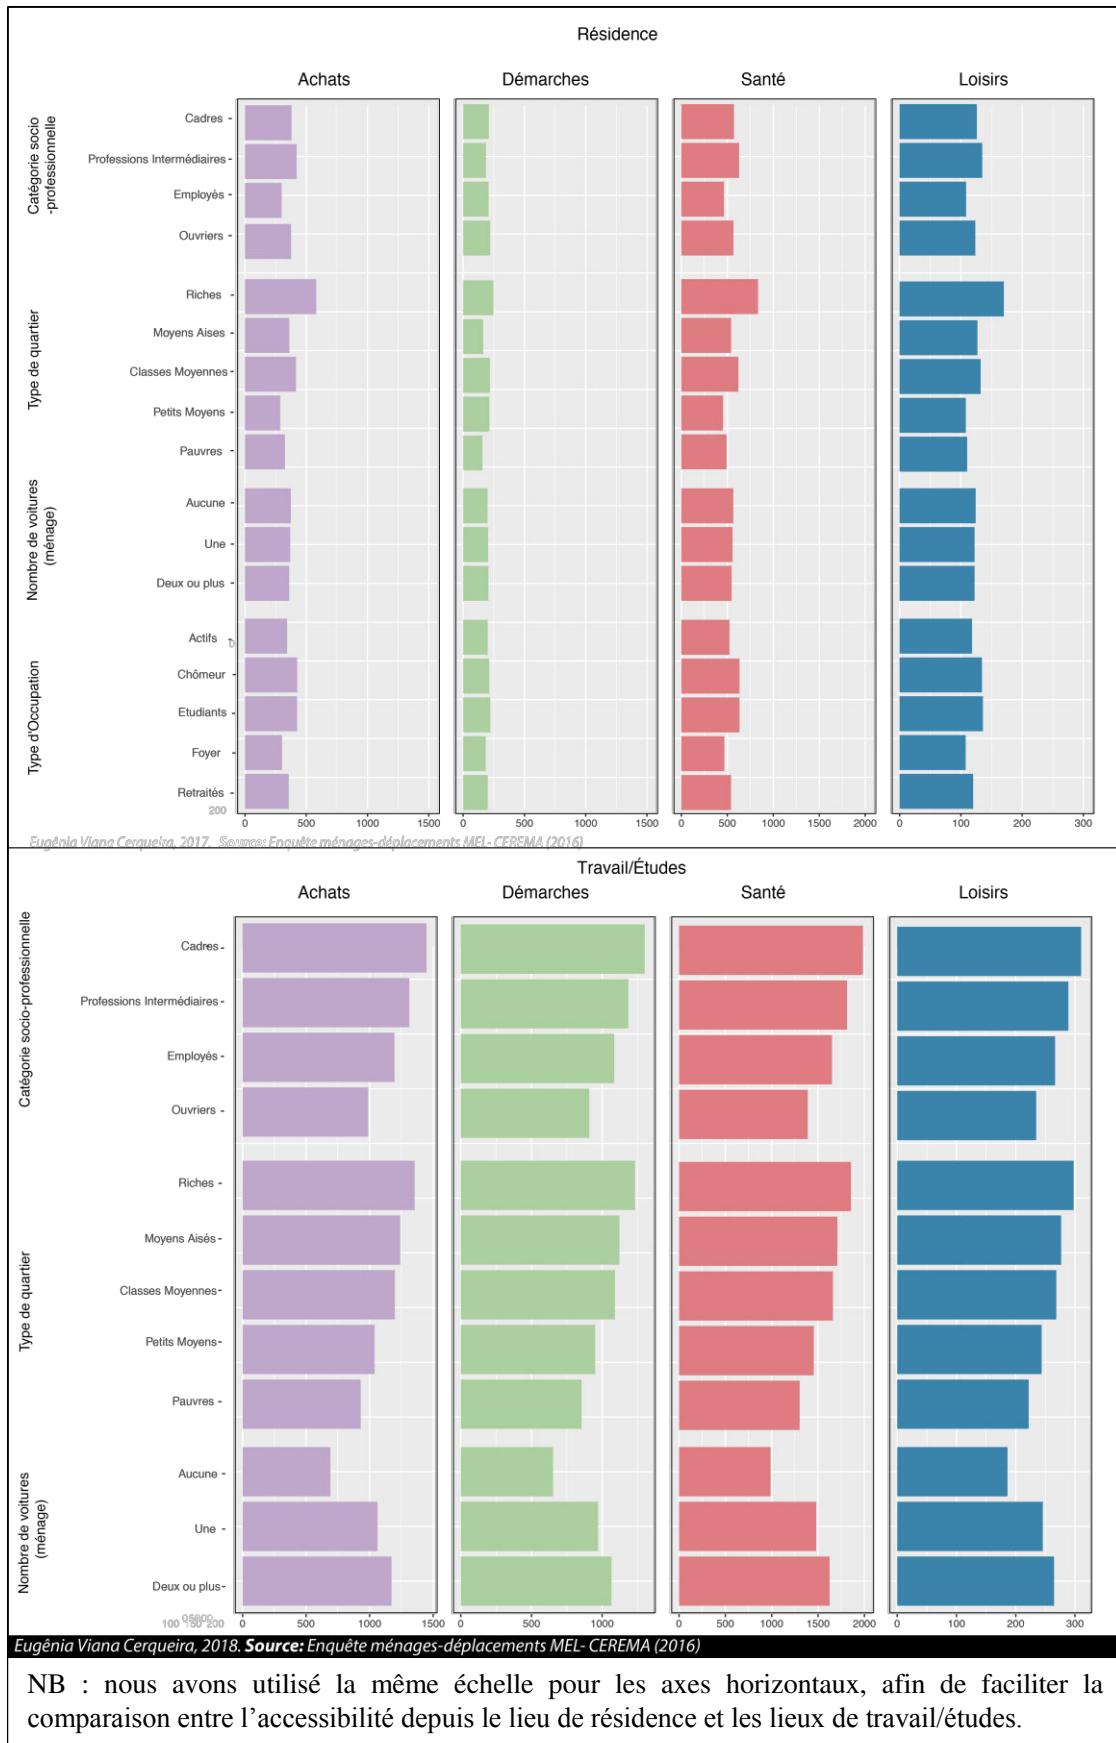 Résidence
Achats Démarches Santé Loisirs
Catégorie socio
-professionnelle
Cadres
Professions Intermédiaires
Employés
Ouvriers
Type de quartier
Riches
Moyens Aises
Classes Moyennes
Petits Moyens
Pauvres
Nombre de voitures
(ménage)
Aucune
Une
Deux ou plus
Type d'Occupation
Actifs
Chômeur
Etudiants
Foyer
Retraités
200
0 500 1000 1500 0 500 1000 1500 0 500 1000 1500 2000 0 100 200 300
Eugênia Viana Cerqueira, 2017. Source: Enquête ménages-déplacements MEL- CEREMA (2016)
Travail/Études
Achats Démarches Santé Loisirs
Catégorie socio-professionnelle
Cadres
Professions Intermédiaires
Employés
Ouvriers
Type de quartier
Riches
Moyens Aisés
Classes Moyennes
Petits Moyens
Pauvres
Nombre de voitures
(ménage)
Aucune
Une
Deux ou plus
0 500 1000 1500 0 500 1000 0 500 1000 1500 2000 0 100 200 300
Eugênia Viana Cerqueira, 2018. Source: Enquête ménages-déplacements MEL- CEREMA (2016)
NB : nous avons utilisé la même échelle pour les axes horizontaux, afin de faciliter la
comparaison entre l'accessibilité depuis le lieu de résidence et les lieux de travail/études.